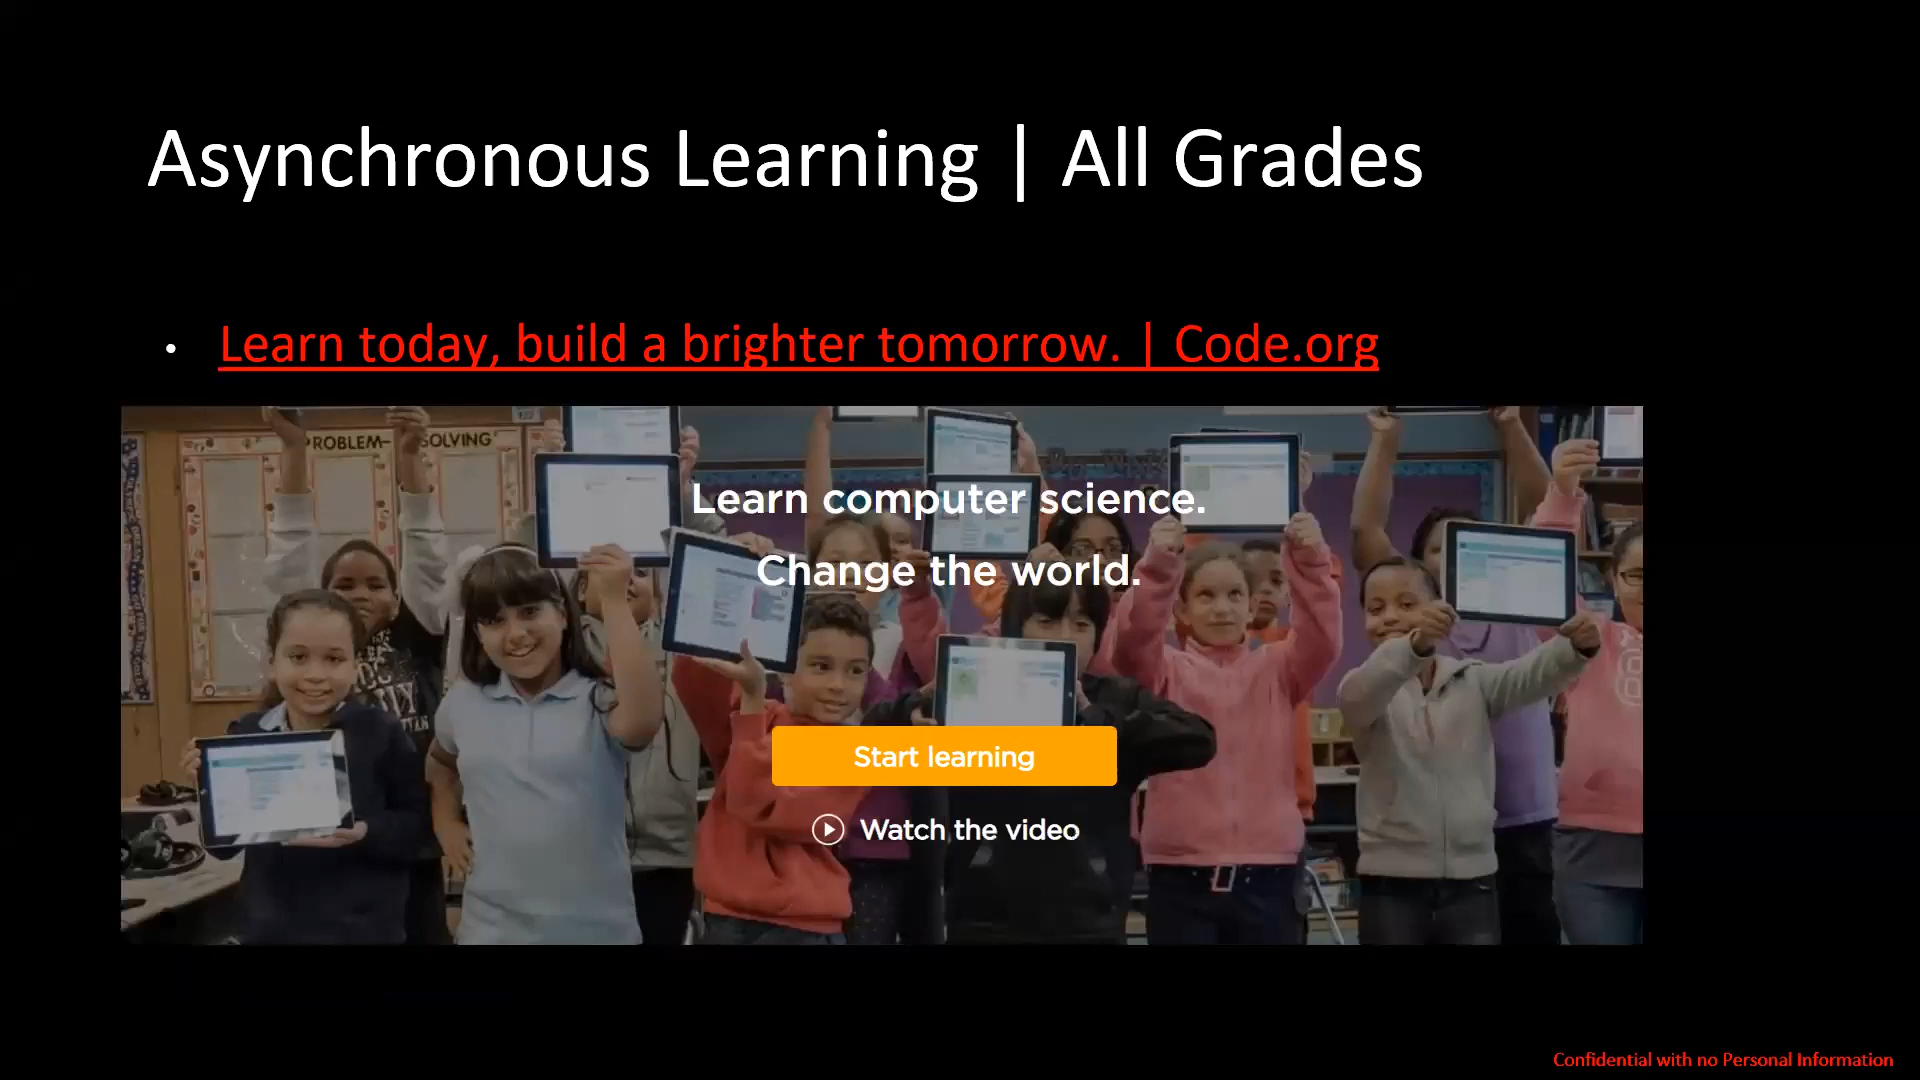 Asynchronous Learning | All Grades
• Learn today, build a brighter tomorrow. | Code.org
PROBLEM-SOLVING
Learn computer science.
Change the world.
Start learning
Watch the video
Confidential with no Personal Information